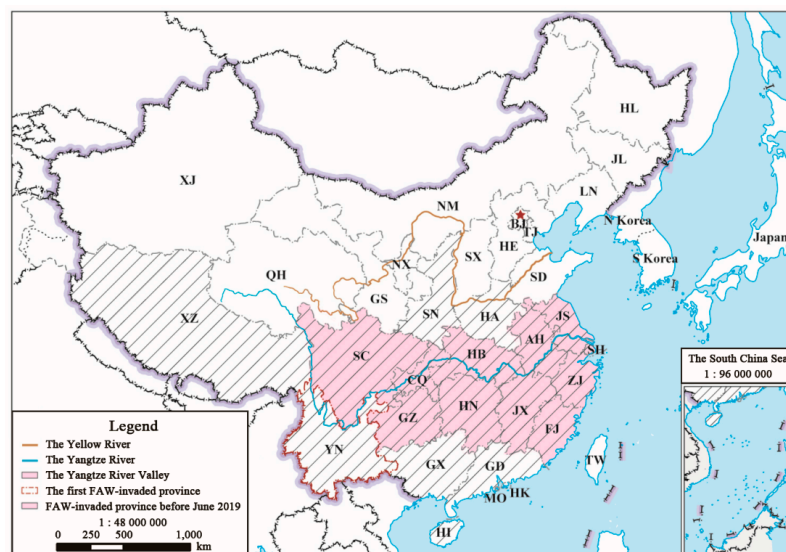 HL
JL
XJ
LN
NM
BJ
TJ
N Korea
HE
Japan
NX
SX
S Korea
QH
SD
GS
XZ
SN
HA
JS
AH
SC
HB
SH
CQ
ZJ
HN
JX
GZ
FJ
YN
GX
GD
TW
MO
HK
HI
The South China Sea
1 : 96 000 000
Legend
The Yellow River
The Yangtze River
The Yangtze River Valley
The first FAW-invaded province
FAW-invaded province before June 2019
1 : 48 000 000
0 250 500 1,000
km